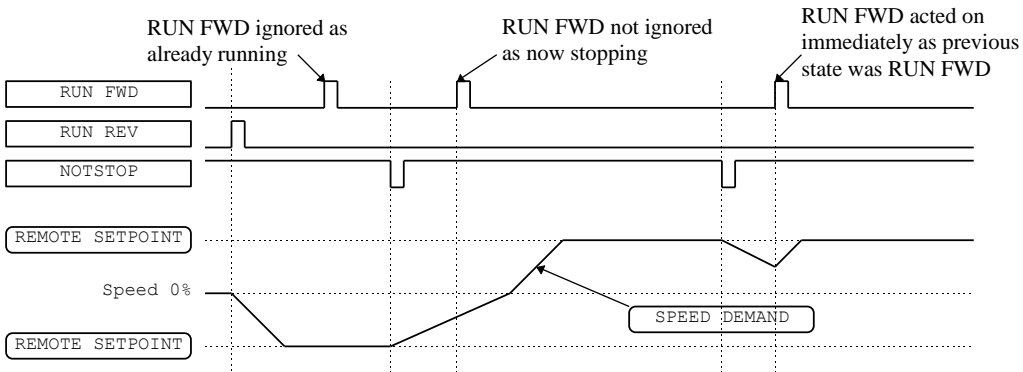 RUN FWD ignored as
already running
RUN FWD not ignored
as now stopping
RUN FWD acted on
immediately as previous
state was RUN FWD
RUN FWD
RUN REV
NOTSTOP
REMOTE SETPOINT
Speed 0%
SPEED DEMAND
REMOTE SETPOINT